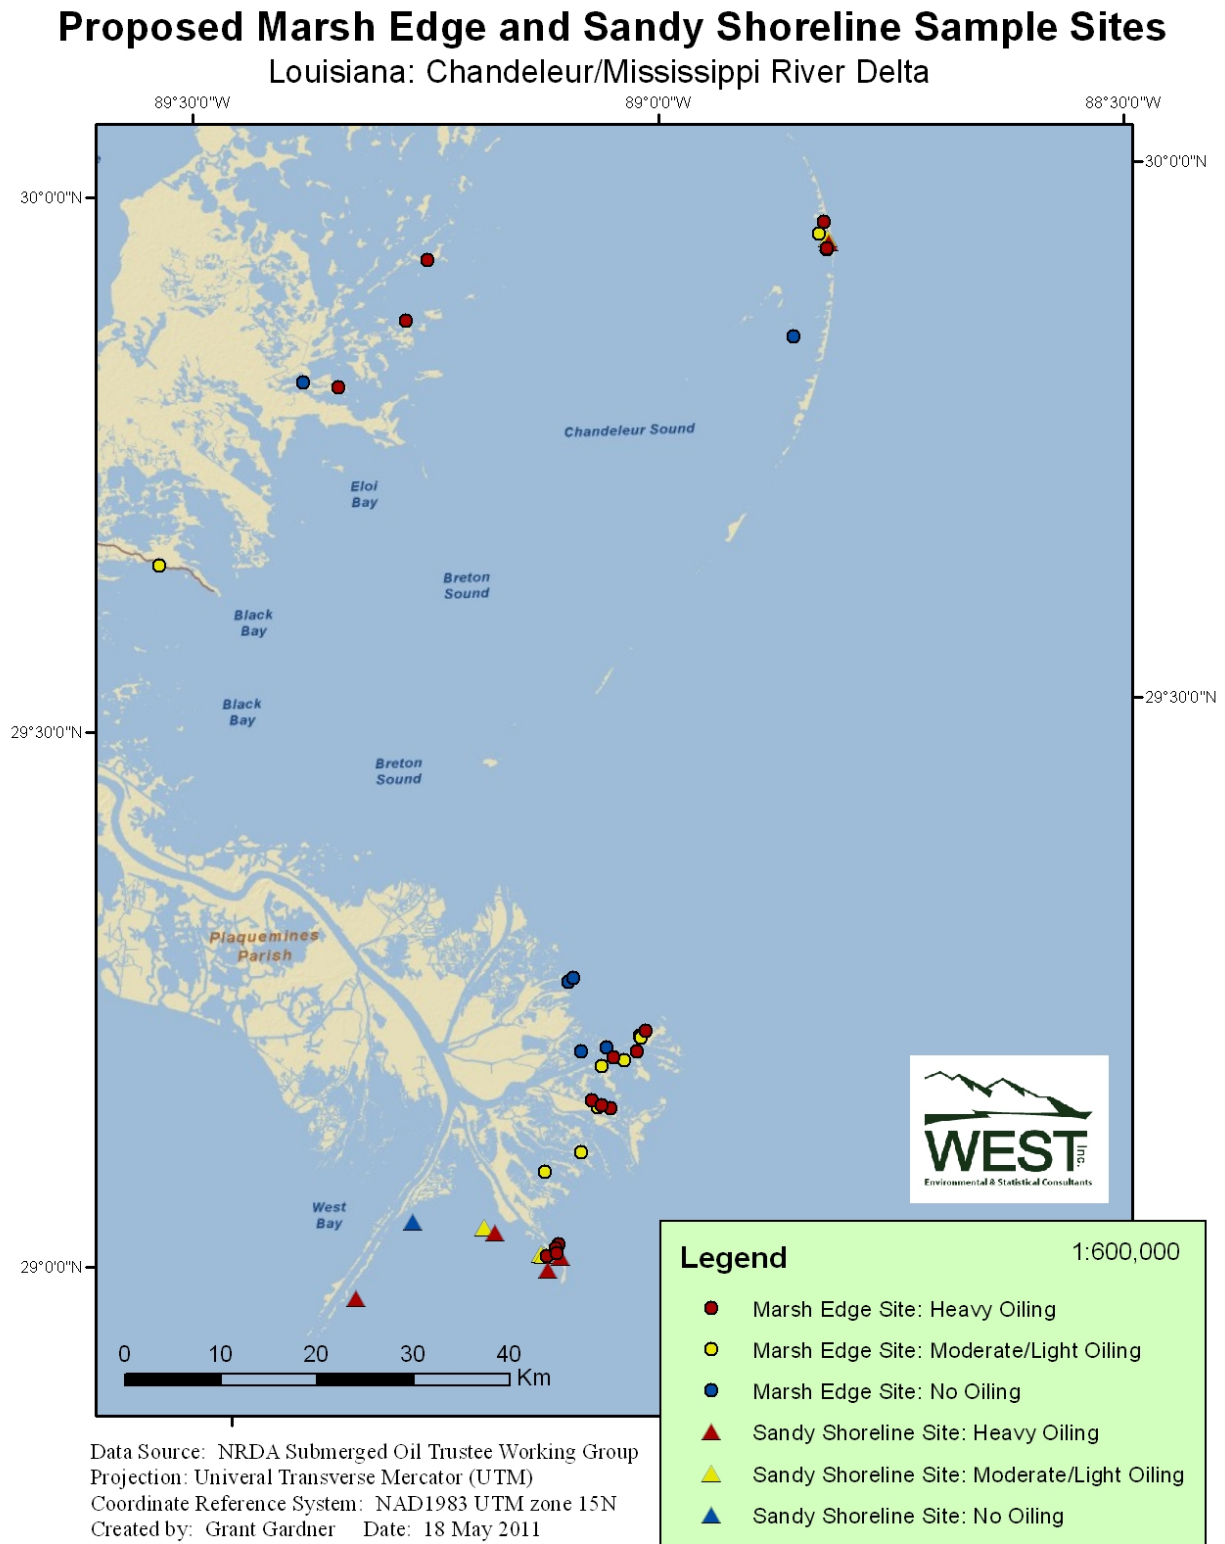 Proposed Marsh Edge and Sandy Shoreline Sample Sites
Louisiana: Chandeleur/Mississippi River Delta
89°30'0"W
89°0'0"W
88°30'0"W
30°0'0"N
30°0'0"N
Chandeleur Sound
Eloi
Bay
Breton
Sound
Black
Bay
Black
Bay
29°30'0"N
29°30'0"N
Breton
Sound
Plaquemines
Parish
WEST Inc.
Environmental & Statistical Consultants
West
Bay
29°0'0"N
0 10 20 30 40
Km
Legend
1:600,000
Marsh Edge Site: Heavy Oiling
Marsh Edge Site: Moderate/Light Oiling
Marsh Edge Site: No Oiling
Sandy Shoreline Site: Heavy Oiling
Sandy Shoreline Site: Moderate/Light Oiling
Sandy Shoreline Site: No Oiling
Data Source: NRDA Submerged Oil Trustee Working Group
Projection: Univeral Transverse Mercator (UTM)
Coordinate Reference System: NAD1983 UTM zone 15N
Created by: Grant Gardner Date: 18 May 2011